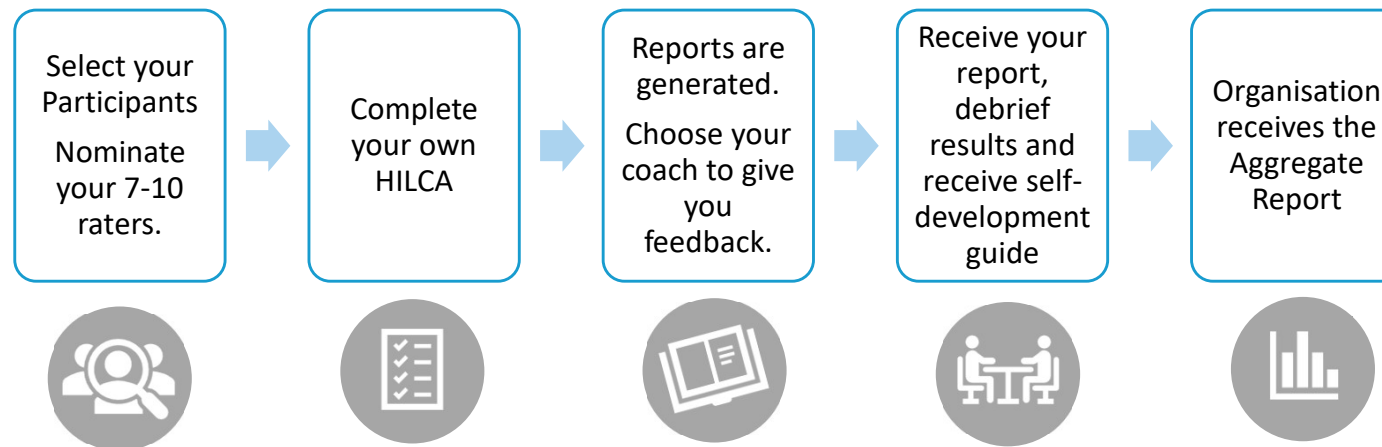 Select your
Participants
Nominate
your 7-10
raters.
Complete
your own
HILCA
Reports are
generated.
Choose your
coach to give
you
feedback.
Receive your
report,
debrief
results and
receive self-
development
guide
Organisation
receives the
Aggregate
Report